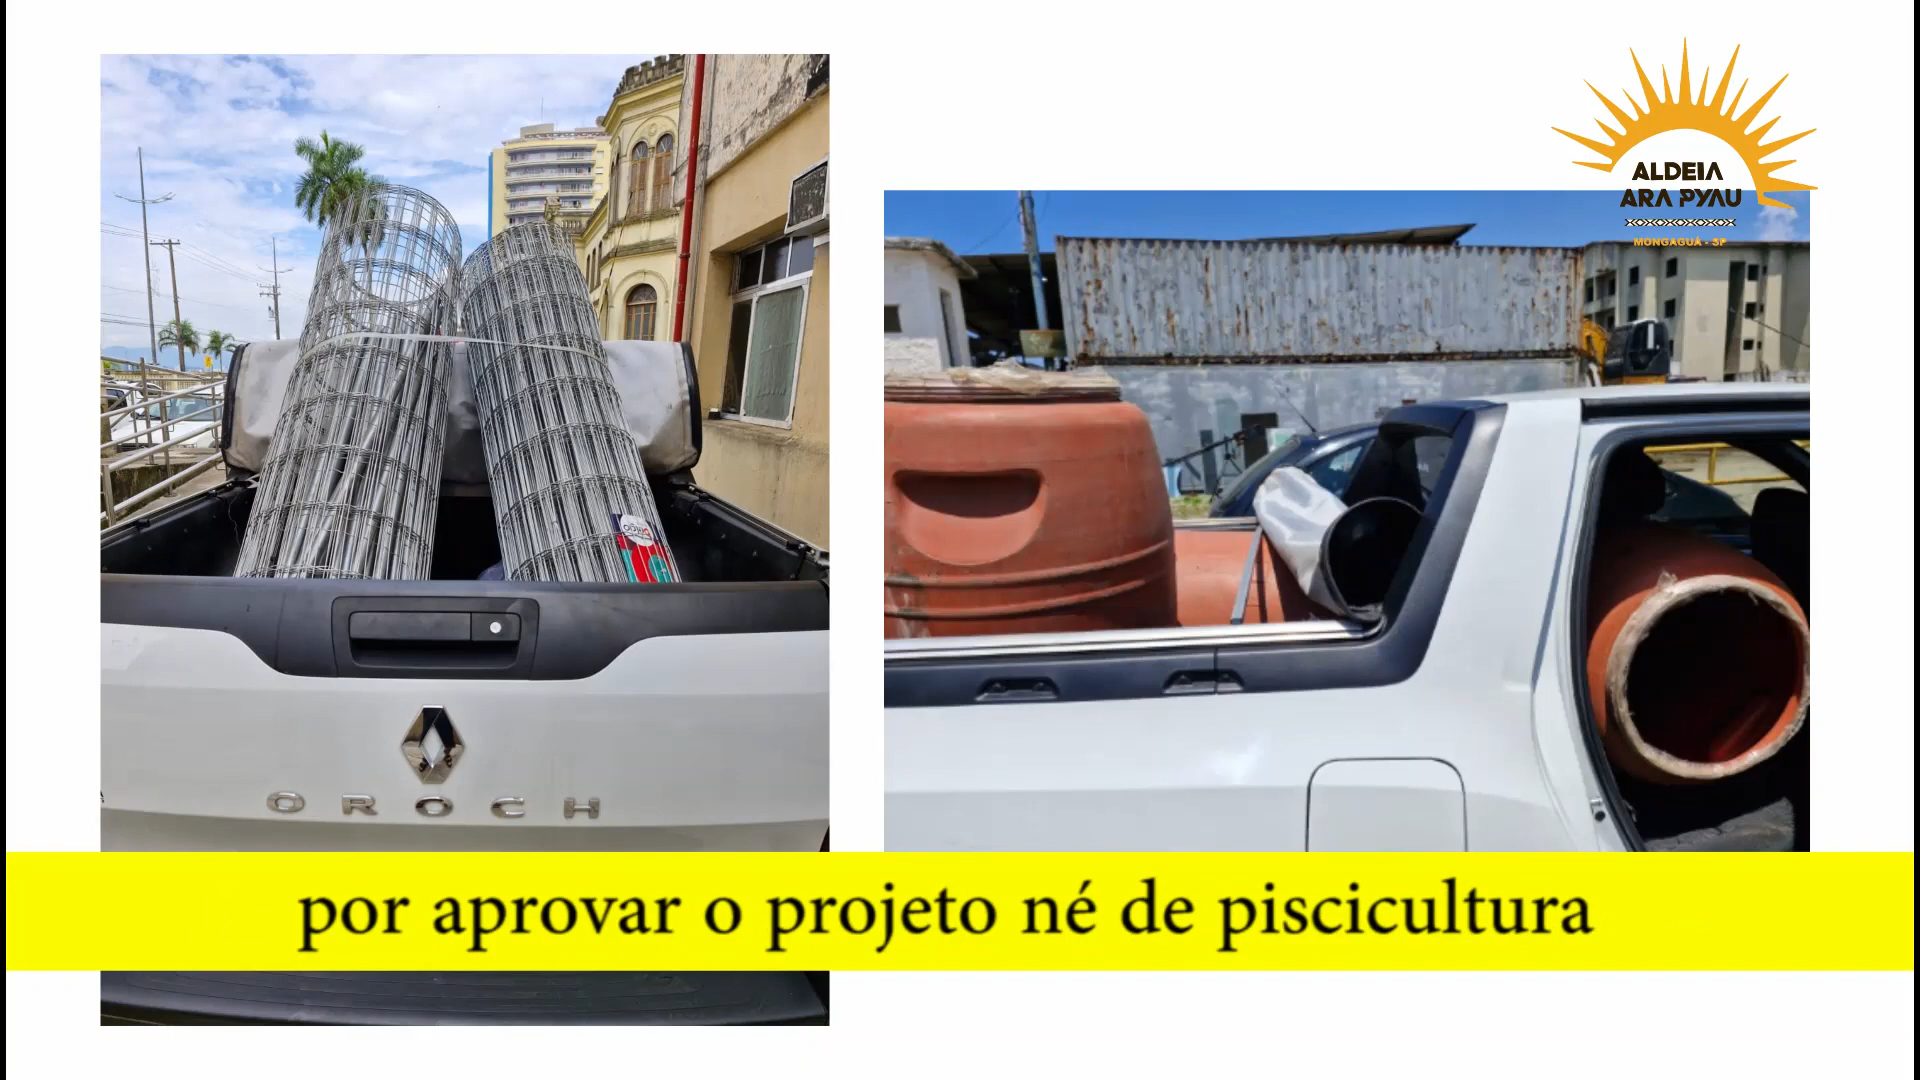 ALDEIA
ARA PYAU
MONGAGUÁ - SP
OROCH
por aprovar o projeto né de piscicultura